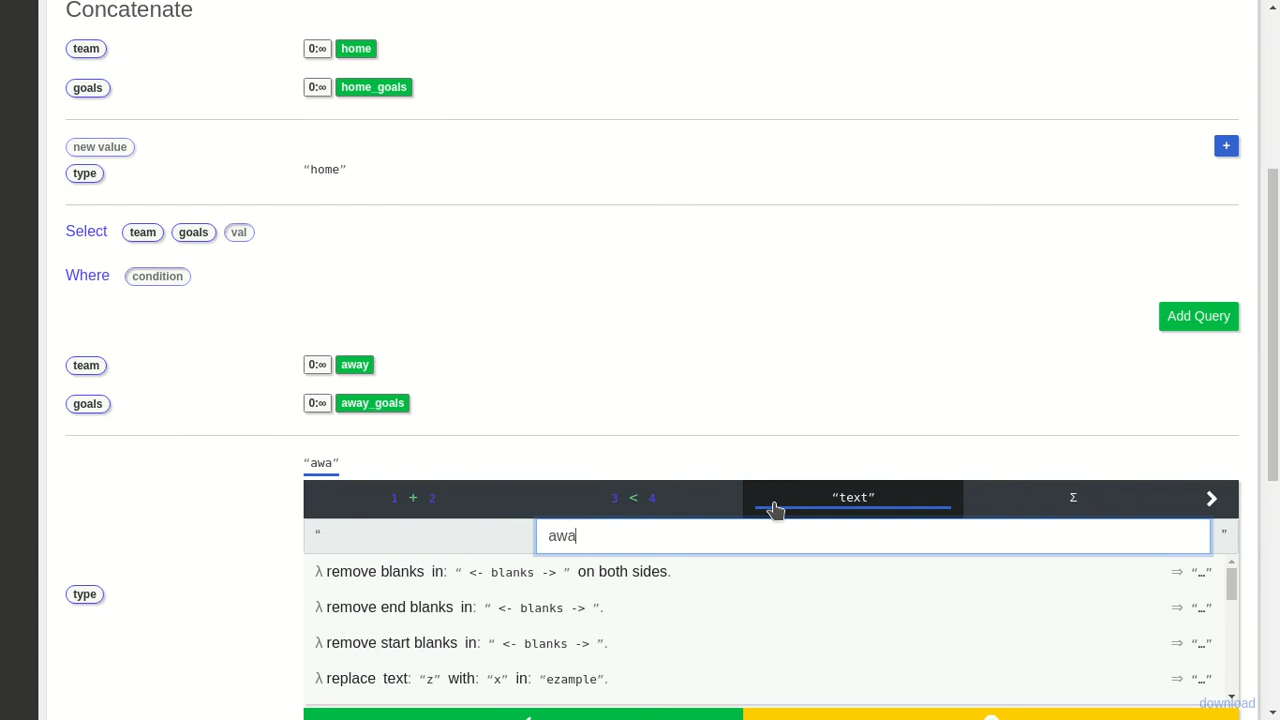 Concatenate
team 0:∞ home
goals 0:∞ home_goals
new value +
type “home”
Select team goals val
Where condition
Add Query
team 0:∞ away
goals 0:∞ away_goals
“awa”
1 + 2 3 < 4 “text” Σ
“ awa ”
λ remove blanks in: “ <- blanks -> ” on both sides. ⇒ “…”
λ remove end blanks in: “ <- blanks -> ”. ⇒ “…”
type
λ remove start blanks in: “ <- blanks -> ”. ⇒ “…”
λ replace text: “z” with: “x” in: “ezample”. ⇒ “…”
download